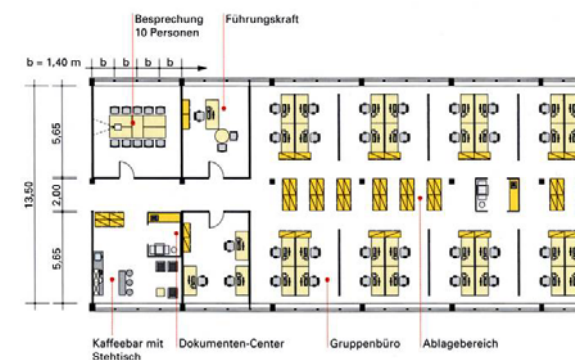 Besprechung
10 Personen
Führungskraft
b = 1,40 m
b b b b
5,65
13,50
2,00
5,65
Kaffeebar mit
Stehtisch
Dokumenten-Center
Gruppenbüro
Ablagebereich